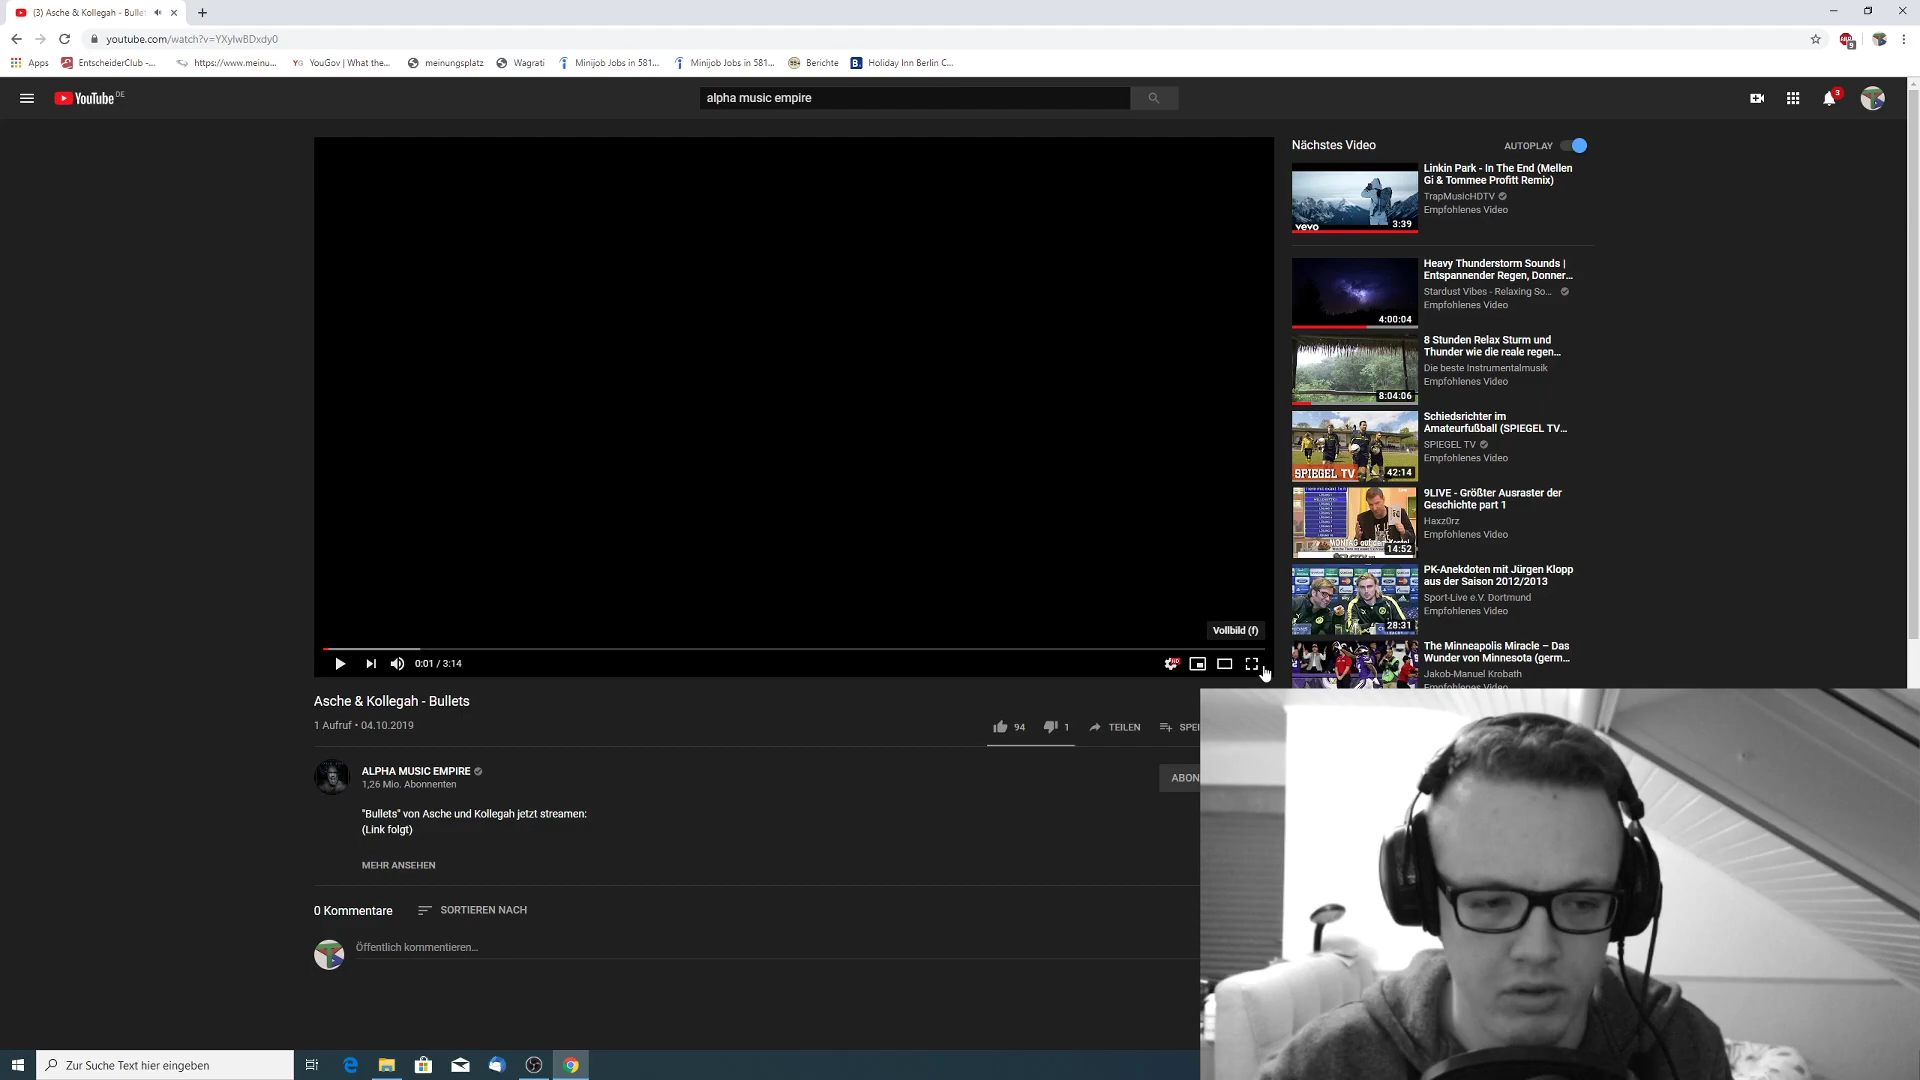 (3) Asche & Kollegah - Bullet
youtube.com/watch?v=YXyIwBDxdy0
Apps
EntscheiderClub -...
https://www.meinu...
YG YouGov | What the...
meinungsplatz
Wagrati
Minijob Jobs in 581...
Minijob Jobs in 581...
Berichte
B. Holiday Inn Berlin C...
YouTube DE
alpha music empire
3
Nächstes Video
AUTOPLAY
Linkin Park - In The End (Mellen
Gi & Tommee Profitt Remix)
TrapMusicHDTV
Empfohlenes Video
vevo
3:39
Heavy Thunderstorm Sounds |
Entspannender Regen, Donner...
Stardust Vibes - Relaxing So...
Empfohlenes Video
4:00:04
8 Stunden Relax Sturm und
Thunder wie die reale regen...
Die beste Instrumentalmusik
Empfohlenes Video
8:04:06
Schiedsrichter im
Amateurfußball (SPIEGEL TV...
SPIEGEL TV
Empfohlenes Video
SPIEGEL TV
42:14
9LIVE - Größter Ausraster der
Geschichte part 1
Haxz0rz
Empfohlenes Video
14:52
PK-Anekdoten mit Jürgen Klopp
aus der Saison 2012/2013
Sport-Live e.V. Dortmund
Empfohlenes Video
28:31
The Minneapolis Miracle – Das
Wunder von Minnesota (germ...
Jakob-Manuel Krobath
Empfohlenes Video
Vollbild (f)
0:01 / 3:14
HD
Asche & Kollegah - Bullets
1 Aufruf • 04.10.2019
94
1
TEILEN
SPEI
ALPHA MUSIC EMPIRE
1,26 Mio. Abonnenten
ABON
"Bullets" von Asche und Kollegah jetzt streamen:
(Link folgt)
MEHR ANSEHEN
0 Kommentare
SORTIEREN NACH
Öffentlich kommentieren...
Zur Suche Text hier eingeben